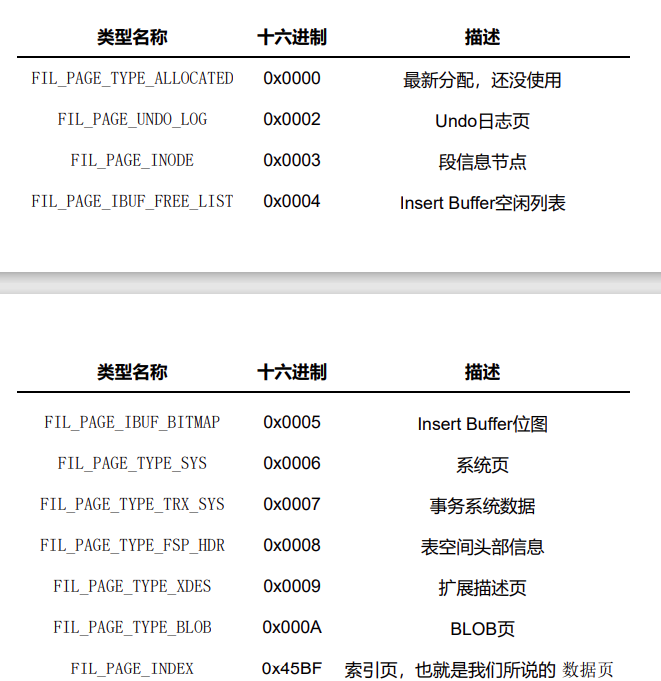 类型名称 十六进制 描述
FIL_PAGE_TYPE_ALLOCATED 0x0000 最新分配，还没使用
FIL_PAGE_UNDO_LOG 0x0002 Undo日志页
FIL_PAGE_INODE 0x0003 段信息节点
FIL_PAGE_IBUF_FREE_LIST 0x0004 Insert Buffer空闲列表
类型名称 十六进制 描述
FIL_PAGE_IBUF_BITMAP 0x0005 Insert Buffer位图
FIL_PAGE_TYPE_SYS 0x0006 系统页
FIL_PAGE_TYPE_TRX_SYS 0x0007 事务系统数据
FIL_PAGE_TYPE_FSP_HDR 0x0008 表空间头部信息
FIL_PAGE_TYPE_XDES 0x0009 扩展描述页
FIL_PAGE_TYPE_BLOB 0x000A BLOB页
FIL_PAGE_INDEX 0x45BF 索引页，也就是我们所说的 数据页